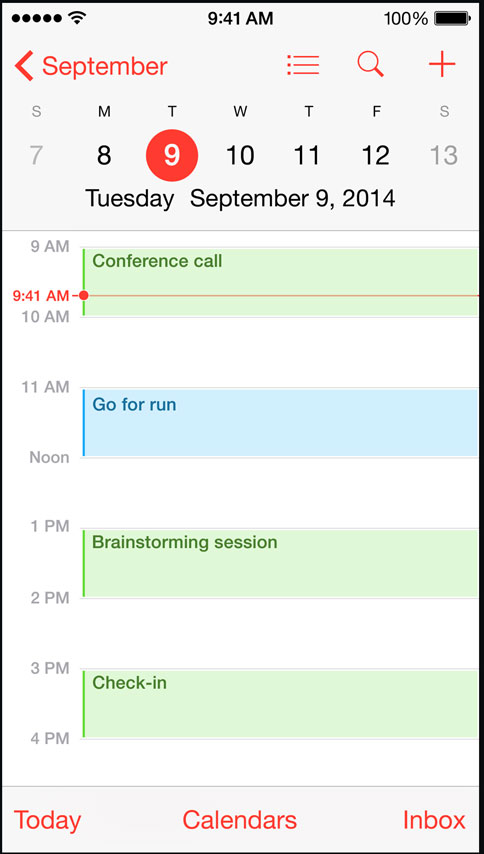 9:41 AM 100%
September
S M T W T F S
7 8 9 10 11 12 13
Tuesday September 9, 2014
9 AM
Conference call
9:41 AM
10 AM
11 AM
Go for run
Noon
1 PM
Brainstorming session
2 PM
3 PM
Check-in
4 PM
Today Calendars Inbox